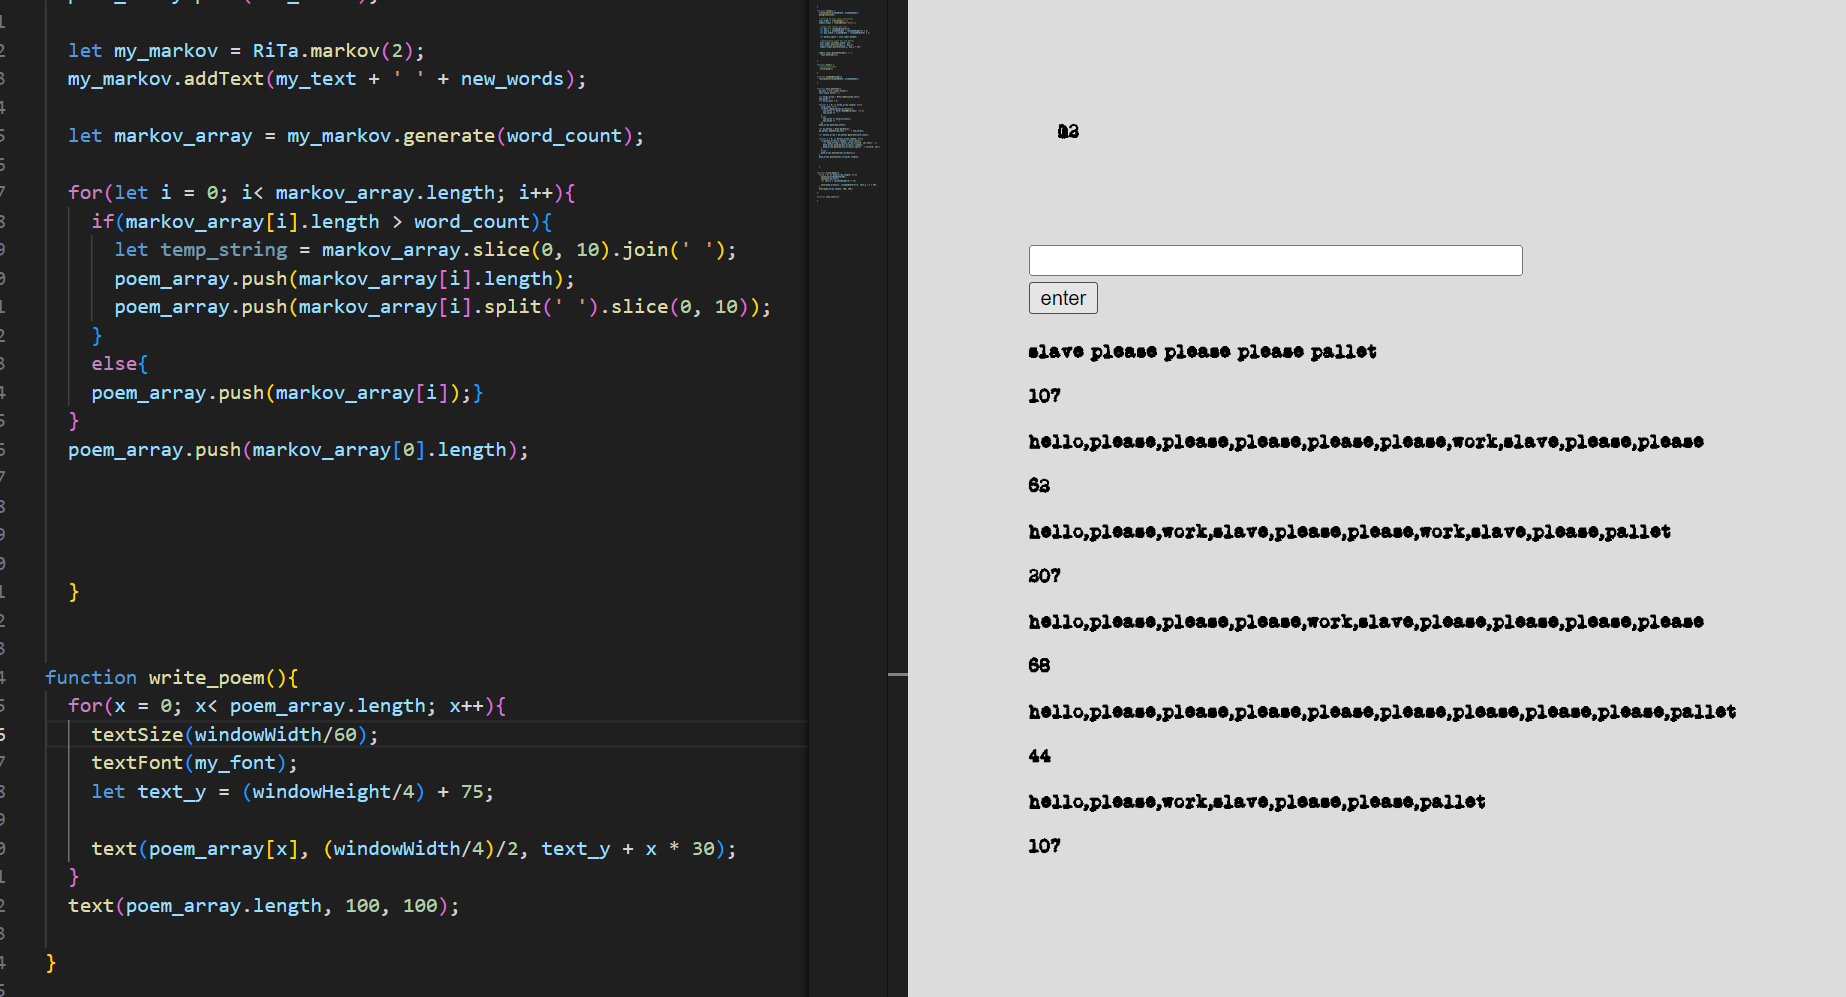 let my_markov = RiTa.markov(2);
my_markov.addText(my_text + ' ' + new_words);
let markov_array = my_markov.generate(word_count);
for(let i = 0; i< markov_array.length; i++){
if(markov_array[i].length > word_count){
let temp_string = markov_array.slice(0, 10).join(' ');
poem_array.push(markov_array[i].length);
poem_array.push(markov_array[i].split(' ').slice(0, 10));
}
else{
poem_array.push(markov_array[i]);}
}
poem_array.push(markov_array[0].length);
}
function write_poem(){
for(x = 0; x< poem_array.length; x++){
textSize(windowWidth/60);
textFont(my_font);
let text_y = (windowHeight/4) + 75;
text(poem_array[x], (windowWidth/4)/2, text_y + x * 30);
}
text(poem_array.length, 100, 100);
}
enter
slave please please please pallet
107
hello,please,please,please,please,please,work,slave,please,please
63
hello,please,work,slave,please,please,work,slave,please,pallet
207
hello,please,please,please,work,slave,please,please,please,please
68
hello,please,please,please,please,please,please,please,please,pallet
44
hello,please,work,slave,please,please,pallet
107